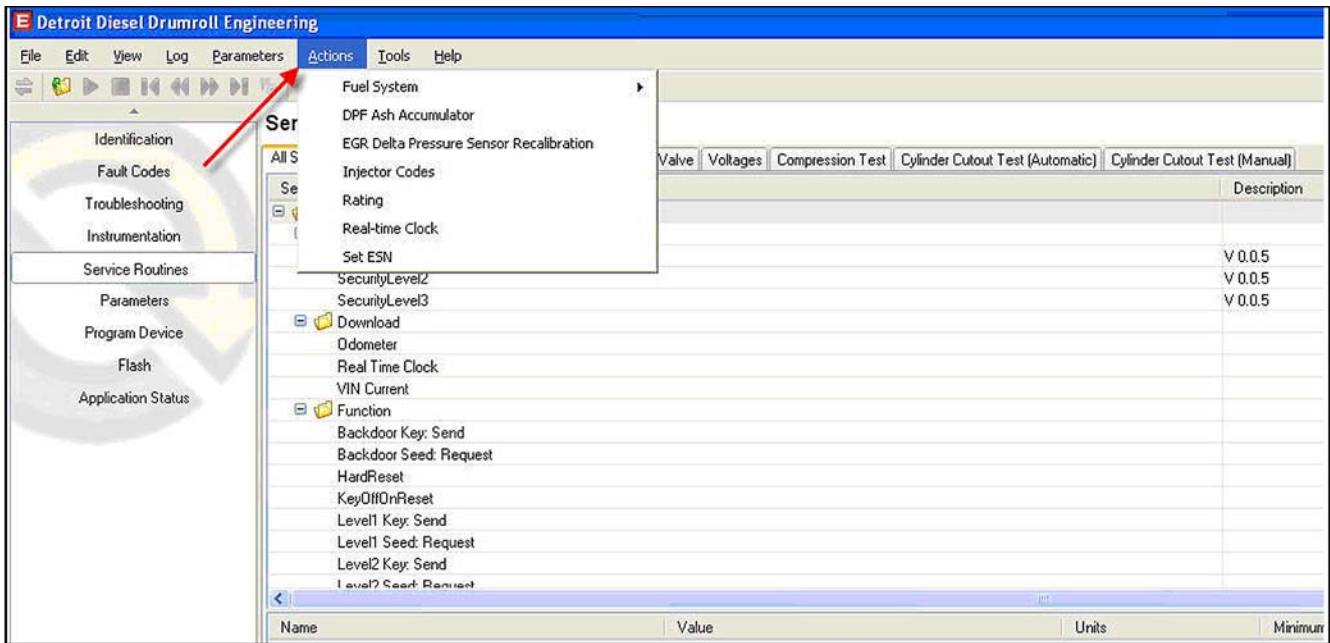 E Detroit Diesel Drumroll Engineering
File Edit View Log Parameters Actions Tools Help
Fuel System
DPF Ash Accumulator
EGR Delta Pressure Sensor Recalibration
Injector Codes
Rating
Real-time Clock
Set ESN
Identification
Fault Codes
Troubleshooting
Instrumentation
Service Routines
Parameters
Program Device
Flash
Application Status
Ser
All S Valve Voltages Compression Test Cylinder Cutout Test (Automatic) Cylinder Cutout Test (Manual)
Se Description
V 0.0.5
SecurityLevel2 V 0.0.5
SecurityLevel3 V 0.0.5
Download
Odometer
Real Time Clock
VIN Current
Function
Backdoor Key: Send
Backdoor Seed: Request
HardReset
KeyOffOnReset
Level1 Key: Send
Level1 Seed: Request
Level2 Key: Send
Level2 Seed: Request
Name Value Units Minimum